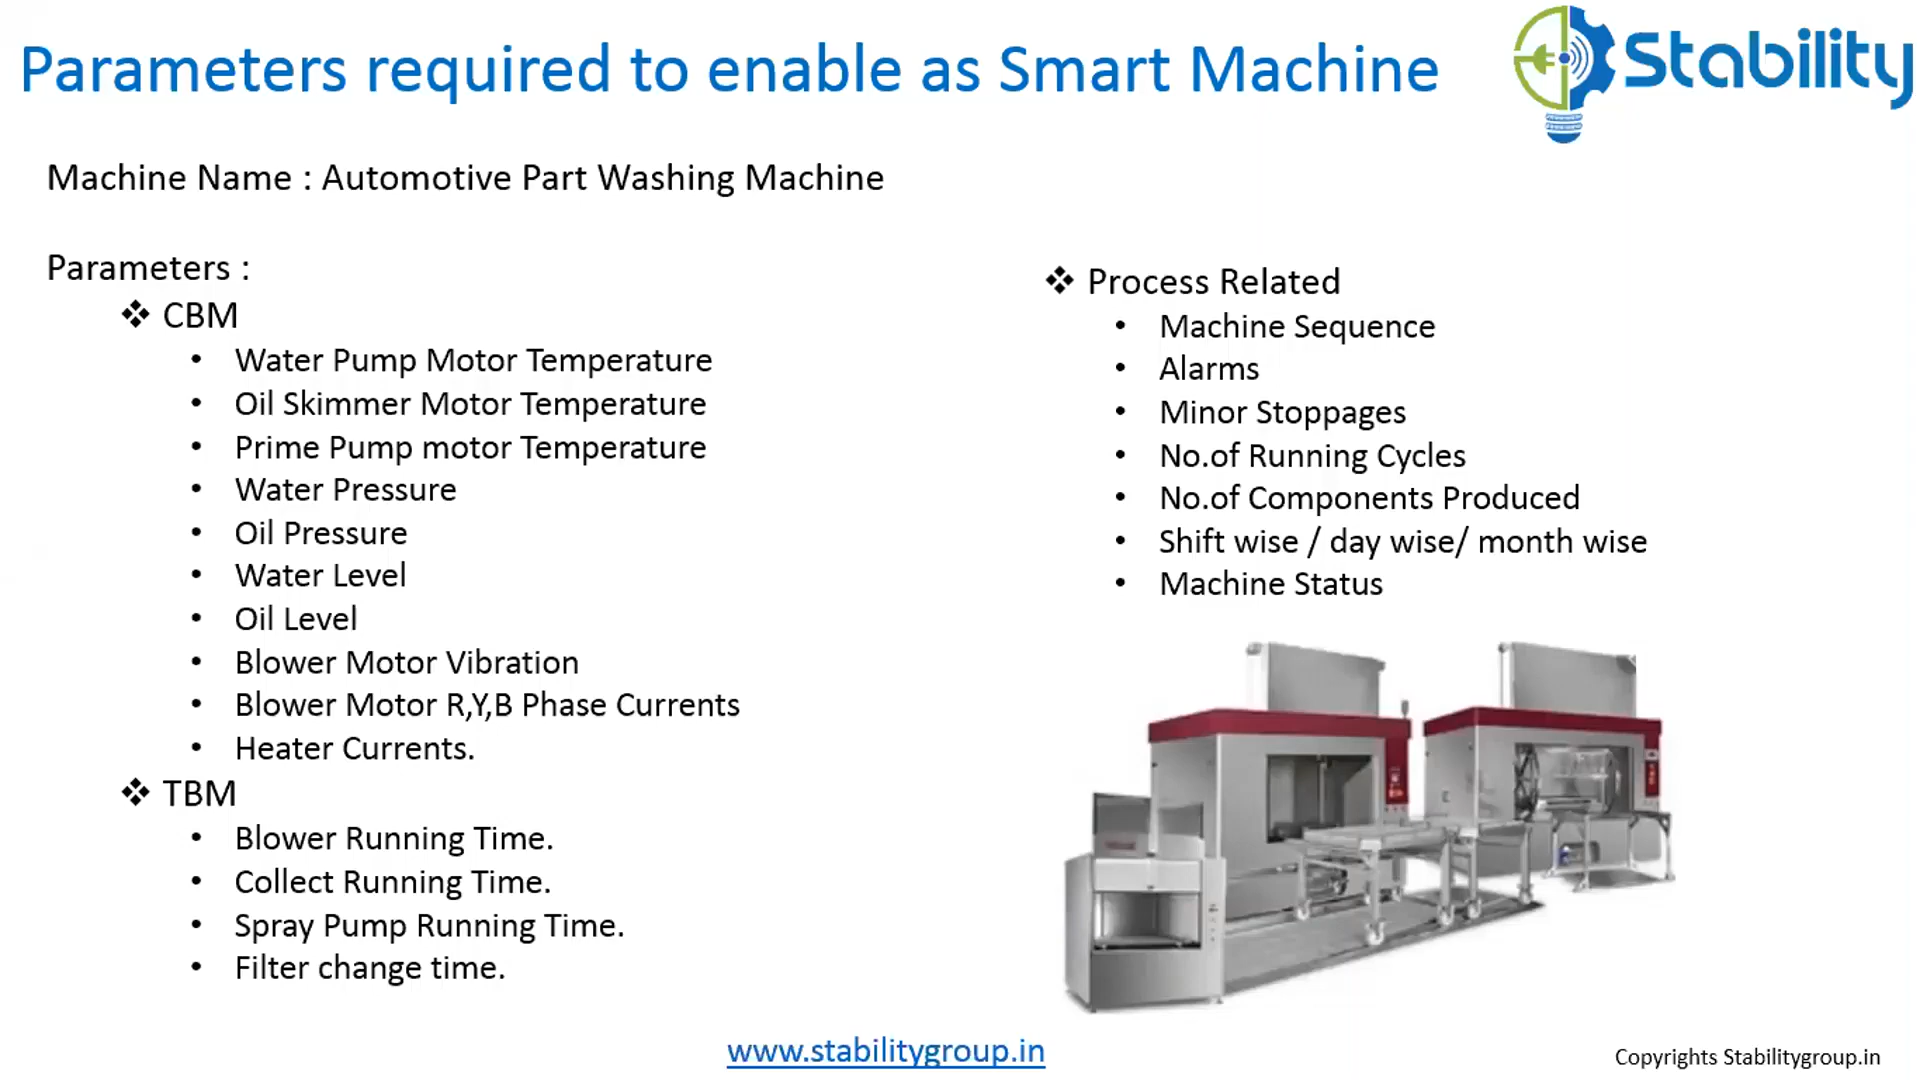 Parameters required to enable as Smart Machine
Stability
Machine Name : Automotive Part Washing Machine
Parameters :
❖ CBM
• Water Pump Motor Temperature
• Oil Skimmer Motor Temperature
• Prime Pump motor Temperature
• Water Pressure
• Oil Pressure
• Water Level
• Oil Level
• Blower Motor Vibration
• Blower Motor R,Y,B Phase Currents
• Heater Currents.
❖ TBM
• Blower Running Time.
• Collect Running Time.
• Spray Pump Running Time.
• Filter change time.
❖ Process Related
• Machine Sequence
• Alarms
• Minor Stoppages
• No.of Running Cycles
• No.of Components Produced
• Shift wise / day wise/ month wise
• Machine Status
www.stabilitygroup.in
Copyrights Stabilitygroup.in